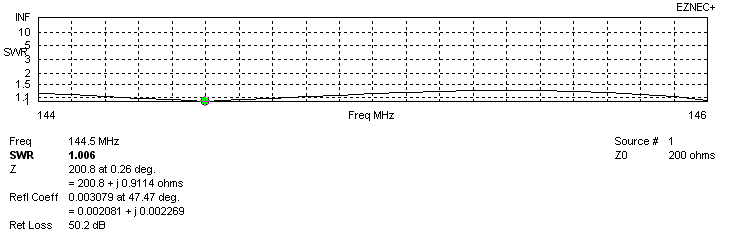 EZNEC+
INF
10
5
SWR
3
2
1.5
1.1
144 Freq MHz 146
Freq 144.5 MHz Source # 1
SWR 1.006 Z0 200 ohms
Z 200.8 at 0.26 deg.
= 200.8 + j 0.9114 ohms
Refl Coeff 0.003079 at 47.47 deg.
= 0.002081 + j 0.002269
Ret Loss 50.2 dB